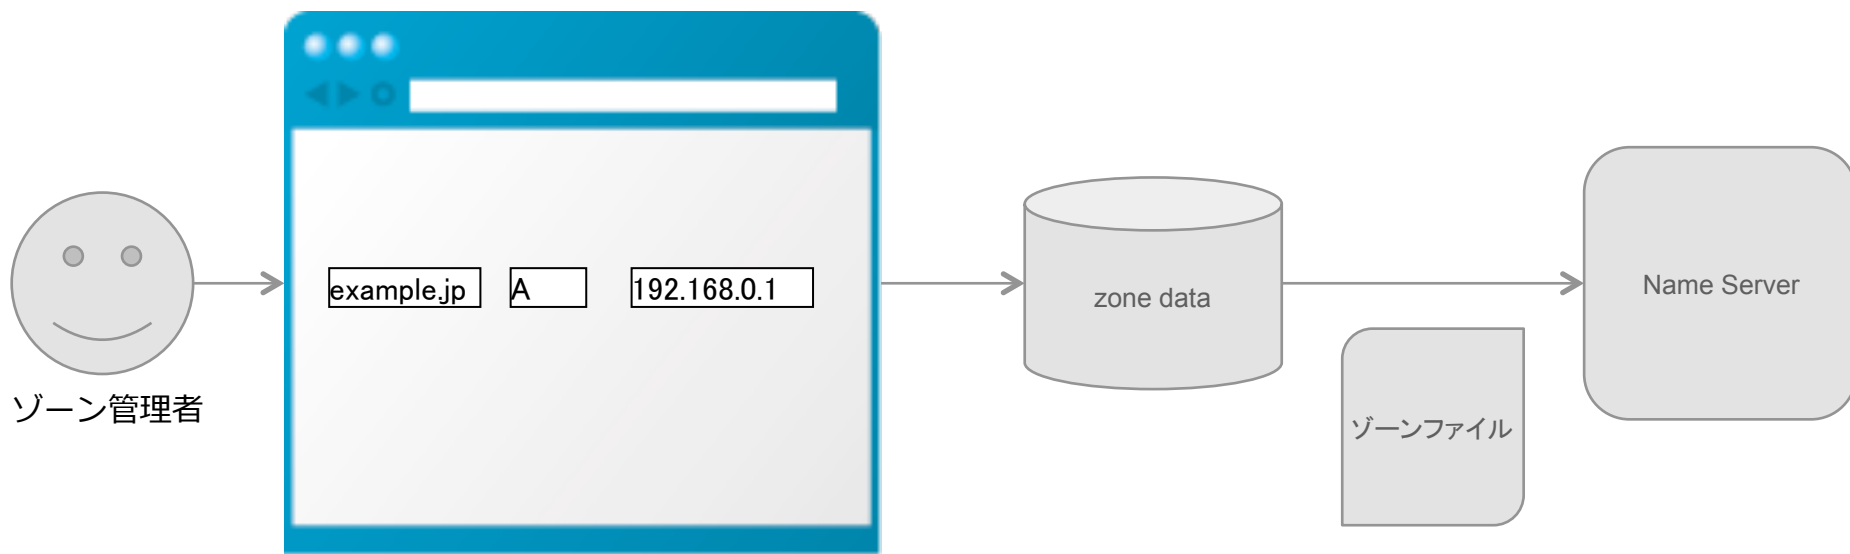 ゾーン管理者
example.jp
A
192.168.0.1
zone data
ゾーンファイル
Name Server